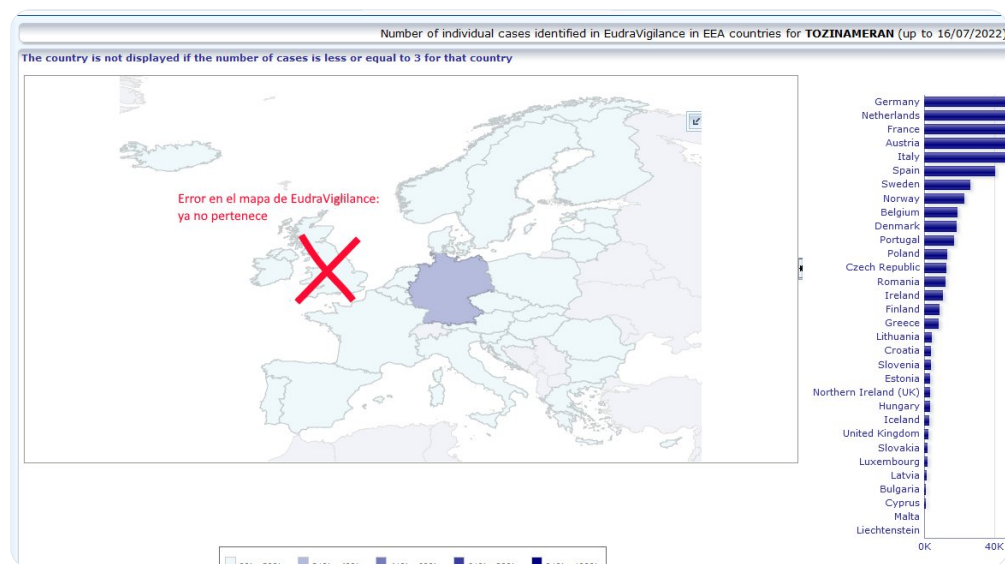 Number of individual cases identified in EudraVigilance in EEA countries for TOZINAMERAN (up to 16/07/2022)
The country is not displayed if the number of cases is less or equal to 3 for that country
Error en el mapa de EudraVigilance:
ya no pertenece
Germany
Netherlands
France
Austria
Italy
Spain
Sweden
Norway
Belgium
Denmark
Portugal
Poland
Czech Republic
Romania
Ireland
Finland
Greece
Lithuania
Croatia
Slovenia
Estonia
Northern Ireland (UK)
Hungary
Iceland
United Kingdom
Slovakia
Luxembourg
Latvia
Bulgaria
Cyprus
Malta
Liechtenstein
0K 40K